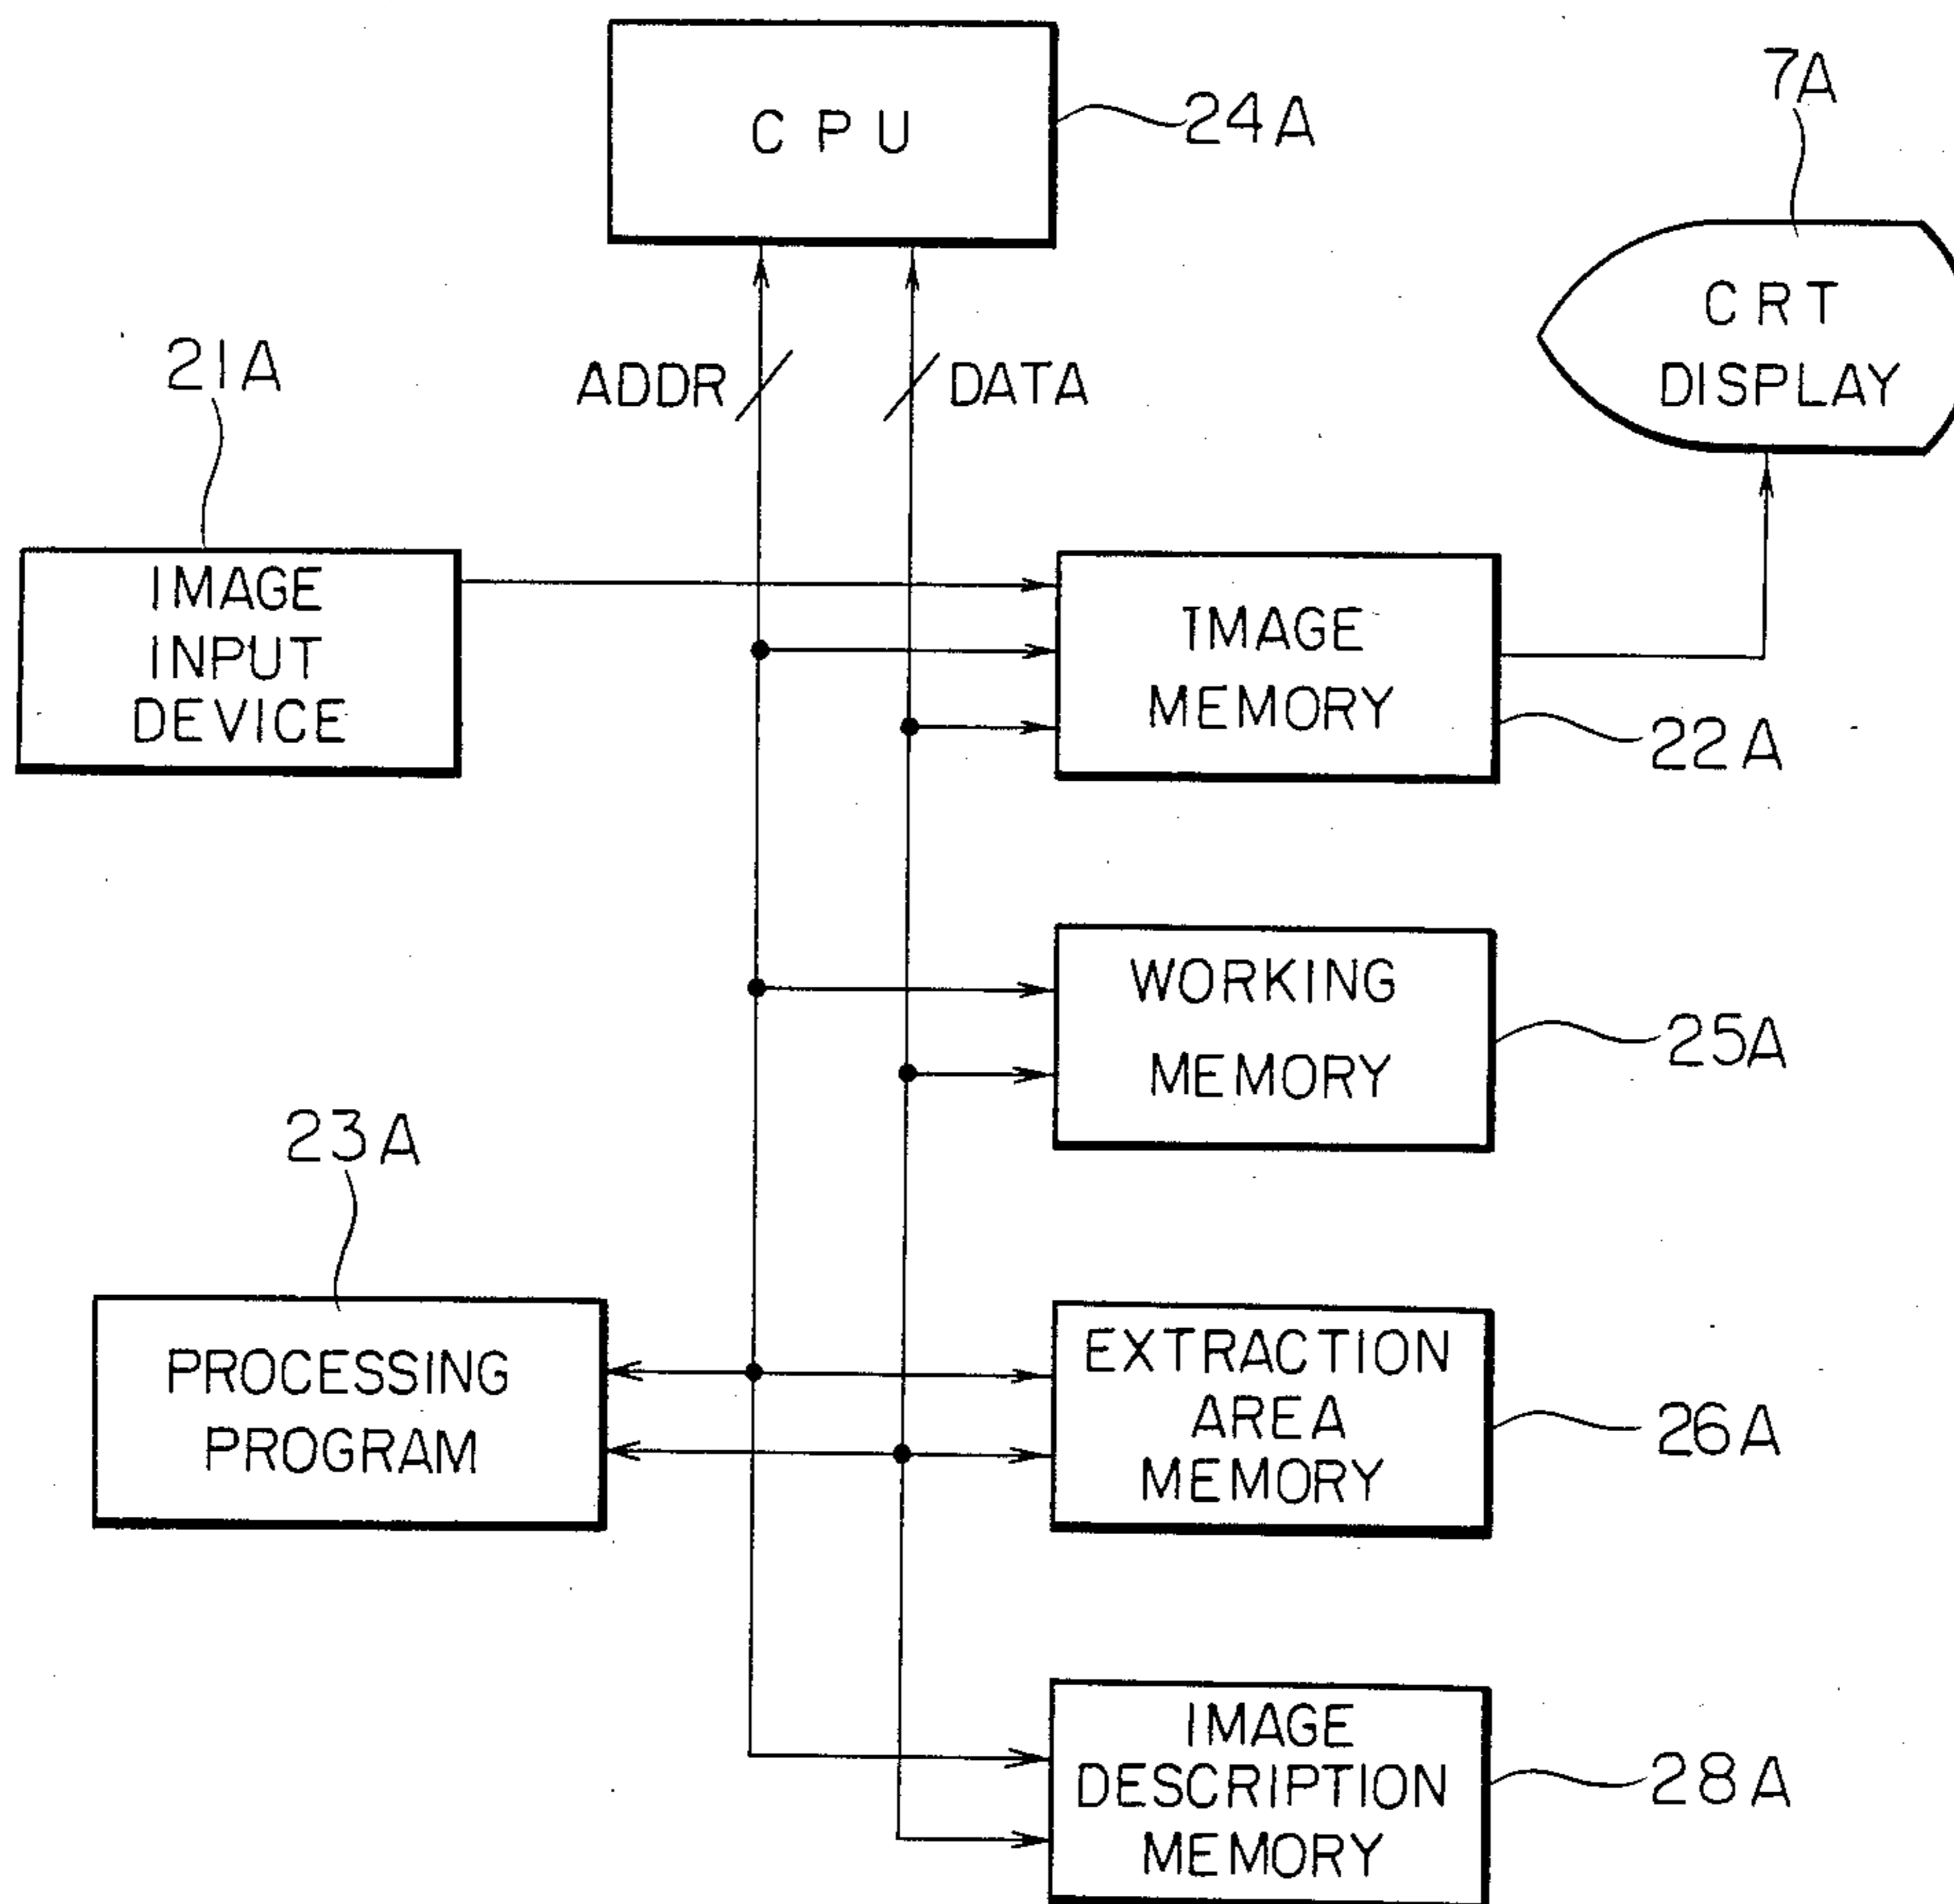 CPU
24A
7A
CRT
DISPLAY
21A
ADDR
DATA
IMAGE
INPUT
DEVICE
IMAGE
MEMORY
22A
WORKING
MEMORY
25A
23A
PROCESSING
PROGRAM
EXTRACTION
AREA
MEMORY
26A
IMAGE
DESCRIPTION
MEMORY
28A